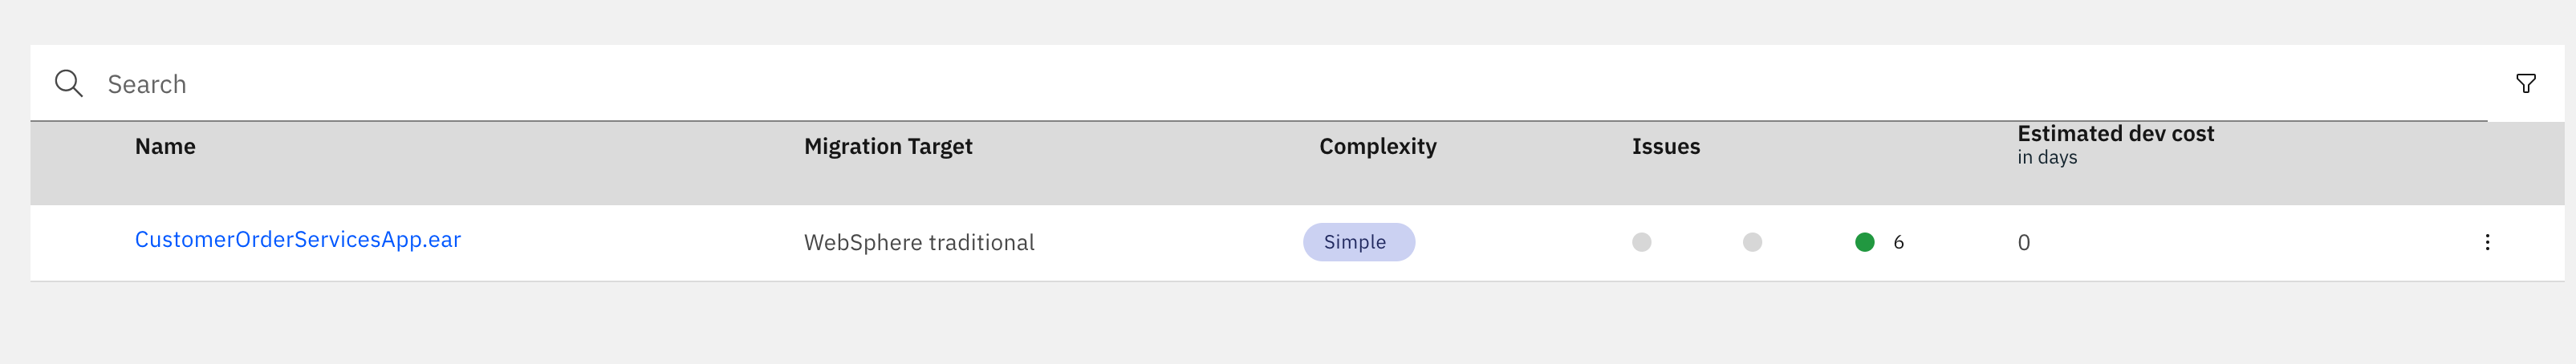 Search
Name Migration Target Complexity Issues Estimated dev cost
in days
CustomerOrderServicesApp.ear WebSphere traditional Simple 6 0